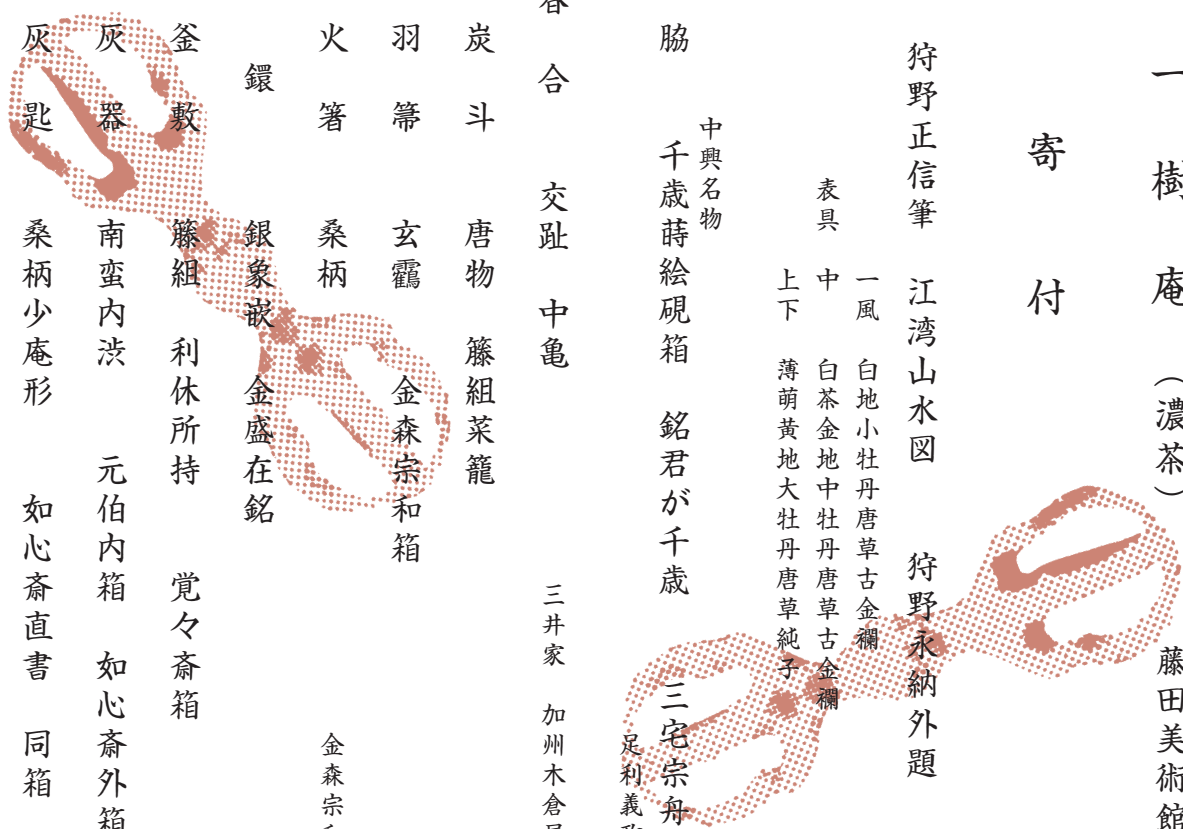 一樹庵（濃茶）　藤田美術館
寄付
狩野正信筆　江湾山水図　狩野永納外題
表具　一風　白地小牡丹唐草古金襴
中　白茶金地中牡丹唐草古金襴
上下　薄萌黄地大牡丹唐草純子
中興名物
脇　千歳蒔絵硯箱　銘君が千歳　三宅宗舟
足利義政
香合　交趾　中亀　三井家　加州木倉屋
炭斗　唐物　籐組菜籠
羽箒　玄鸖　金森宗和箱
火箸　桑柄　金森宗和
鐶　銀象嵌　金盛在銘
釜敷　籐組　利休所持　覚々斎箱
灰器　南蛮内渋　元伯内箱　如心斎外箱
灰匙　桑柄少庵形　如心斎直書　同箱